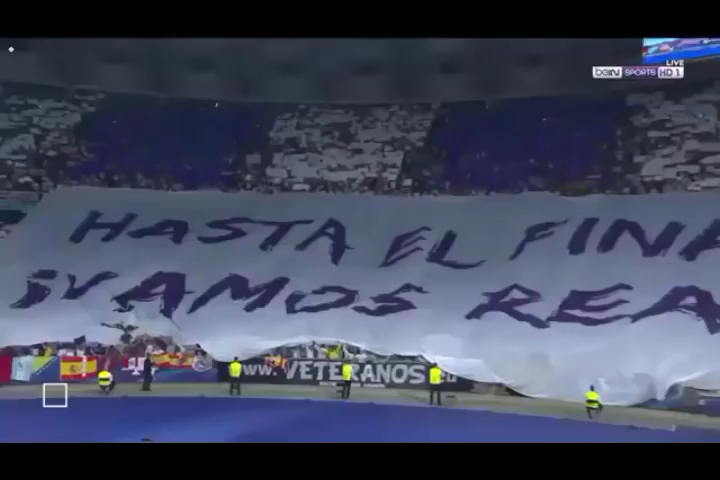 LIVE
beIN SPORTS HD 1
HASTA EL FINA
¡VAMOS REA
www.VETERANOS